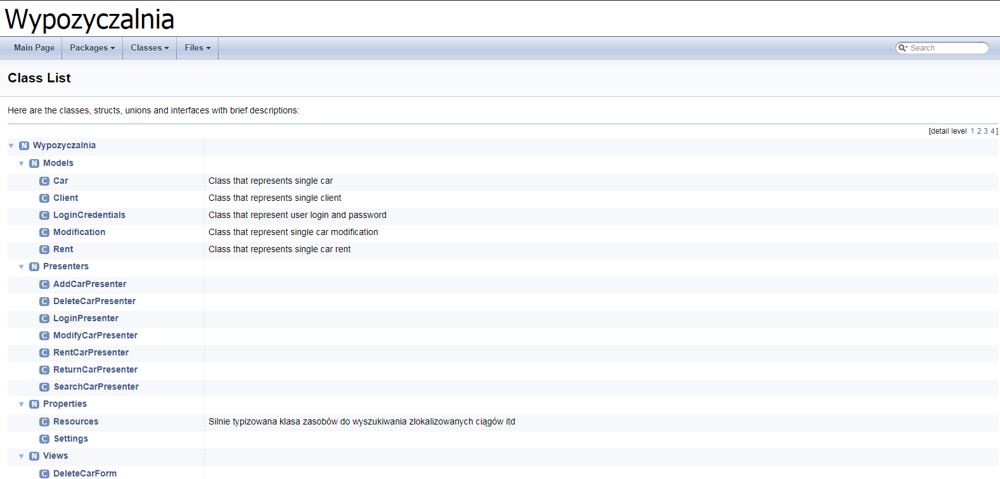 Wypozyczalnia
Main Page Packages Classes Files Search
Class List
Here are the classes, structs, unions and interfaces with brief descriptions:
[detail level 1 2 3 4]
N Wypozyczalnia
N Models
C Car Class that represents single car
C Client Class that represents single client
C LoginCredentials Class that represent user login and password
C Modification Class that represent single car modification
C Rent Class that represents single car rent
N Presenters
C AddCarPresenter
C DeleteCarPresenter
C LoginPresenter
C ModifyCarPresenter
C RentCarPresenter
C ReturnCarPresenter
C SearchCarPresenter
N Properties
C Resources Silnie typizowana klasa zasobów do wyszukiwania zlokalizowanych ciągów itd
C Settings
N Views
C DeleteCarForm